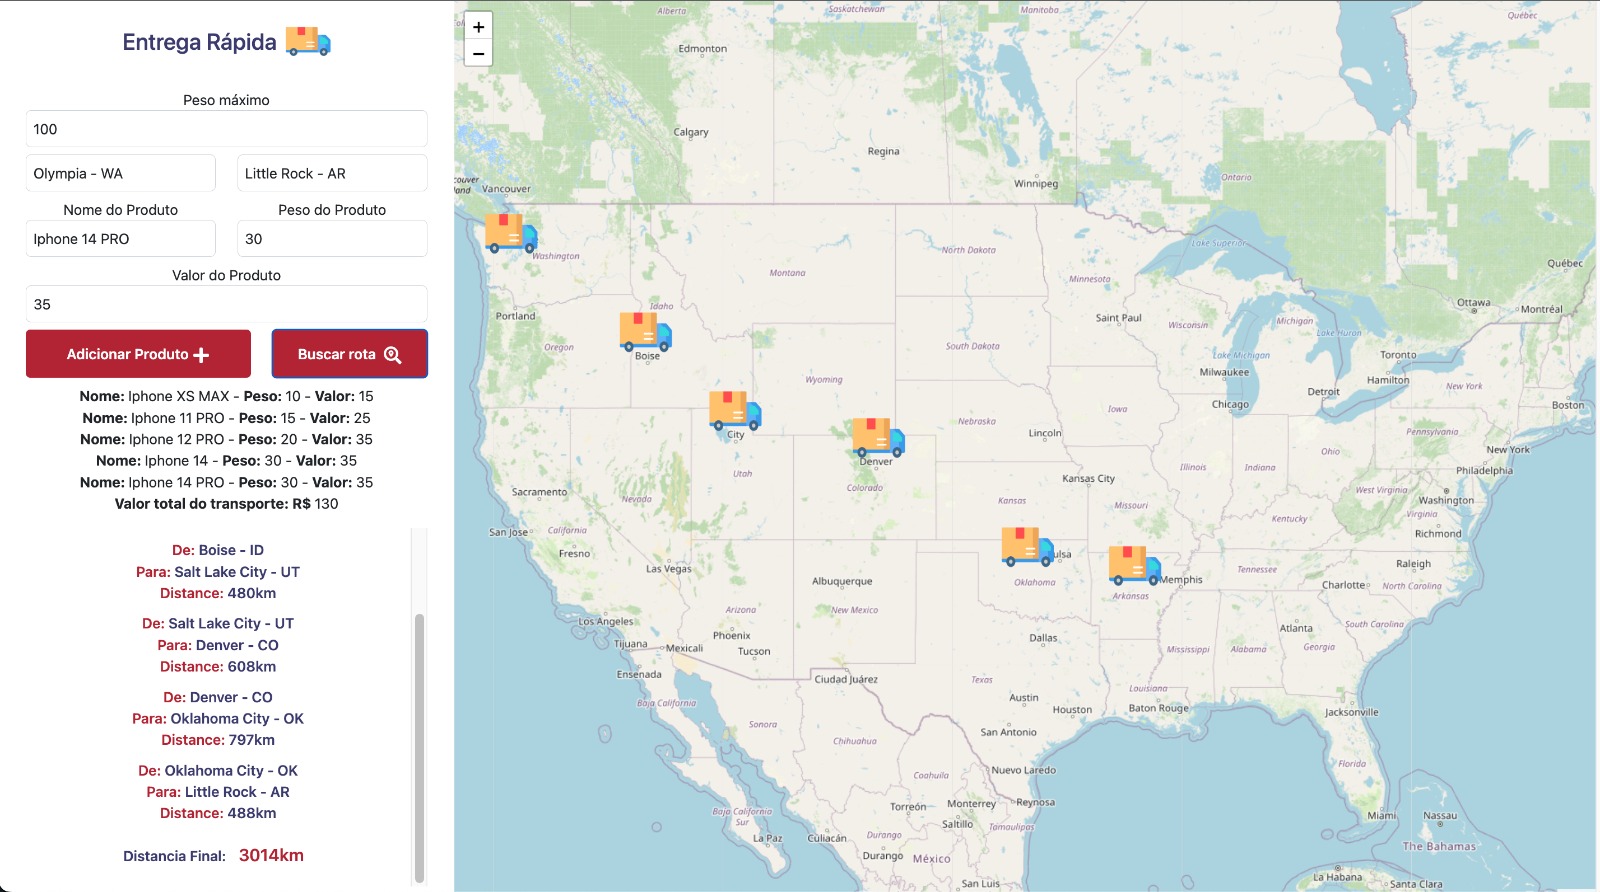 Entrega Rápida
Peso máximo
100
Olympia - WA
Little Rock - AR
Nome do Produto
Peso do Produto
Iphone 14 PRO
30
Valor do Produto
35
Adicionar Produto
Buscar rota
Nome: Iphone XS MAX - Peso: 10 - Valor: 15
Nome: Iphone 11 PRO - Peso: 15 - Valor: 25
Nome: Iphone 12 PRO - Peso: 20 - Valor: 35
Nome: Iphone 14 - Peso: 30 - Valor: 35
Nome: Iphone 14 PRO - Peso: 30 - Valor: 35
Valor total do transporte: R$ 130
De: Boise - ID
Para: Salt Lake City - UT
Distance: 480km
De: Salt Lake City - UT
Para: Denver - CO
Distance: 608km
De: Denver - CO
Para: Oklahoma City - OK
Distance: 797km
De: Oklahoma City - OK
Para: Little Rock - AR
Distance: 488km
Distancia Final: 3014km
+
−
Alberta
Saskatchewan
Manitoba
Québec
Edmonton
Calgary
Regina
Winnipeg
Ontario
Vancouver
Washington
North Dakota
Lake Superior
Montana
Minnesota
Québec
Idaho
Portland
Ottawa
Montréal
Saint Paul
Wisconsin
Michigan
Lake Huron
Oregon
Boise
South Dakota
Lake Michigan
Toronto
Milwaukee
Hamilton
Wyoming
New York
Detroit
Chicago
Boston
Iowa
City
Nebraska
Lincoln
Pennsylvania
New York
Denver
Utah
Colorado
Illinois
Indiana
Ohio
Philadelphia
Kansas City
Sacramento
Nevada
Kansas
Missouri
West Virginia
Washington
Virginia
Kentucky
San Jose
California
Richmond
Fresno
Las Vegas
ulsa
Tennessee
Raleigh
Albuquerque
Oklahoma
Memphis
Charlotte
North Carolina
Arkansas
Arizona
New Mexico
Los Angeles
South Carolina
Atlanta
Phoenix
Dallas
Tijuana
Mexicali
Tucson
Mississippi
Alabama
Georgia
Ensenada
Ciudad Juárez
Texas
Louisiana
Baja California
Austin
Houston
Baton Rouge
Jacksonville
Sonora
San Antonio
Chihuahua
Florida
Coahuila
Nuevo Laredo
Torreón
Monterrey
Reynosa
Baja California
Sur
Saltillo
Tamaulipas
Miami
Nassau
La Paz
Culiacán
Durango
Durango
México
The Bahamas
San Luis
La Habana
Santa Clara